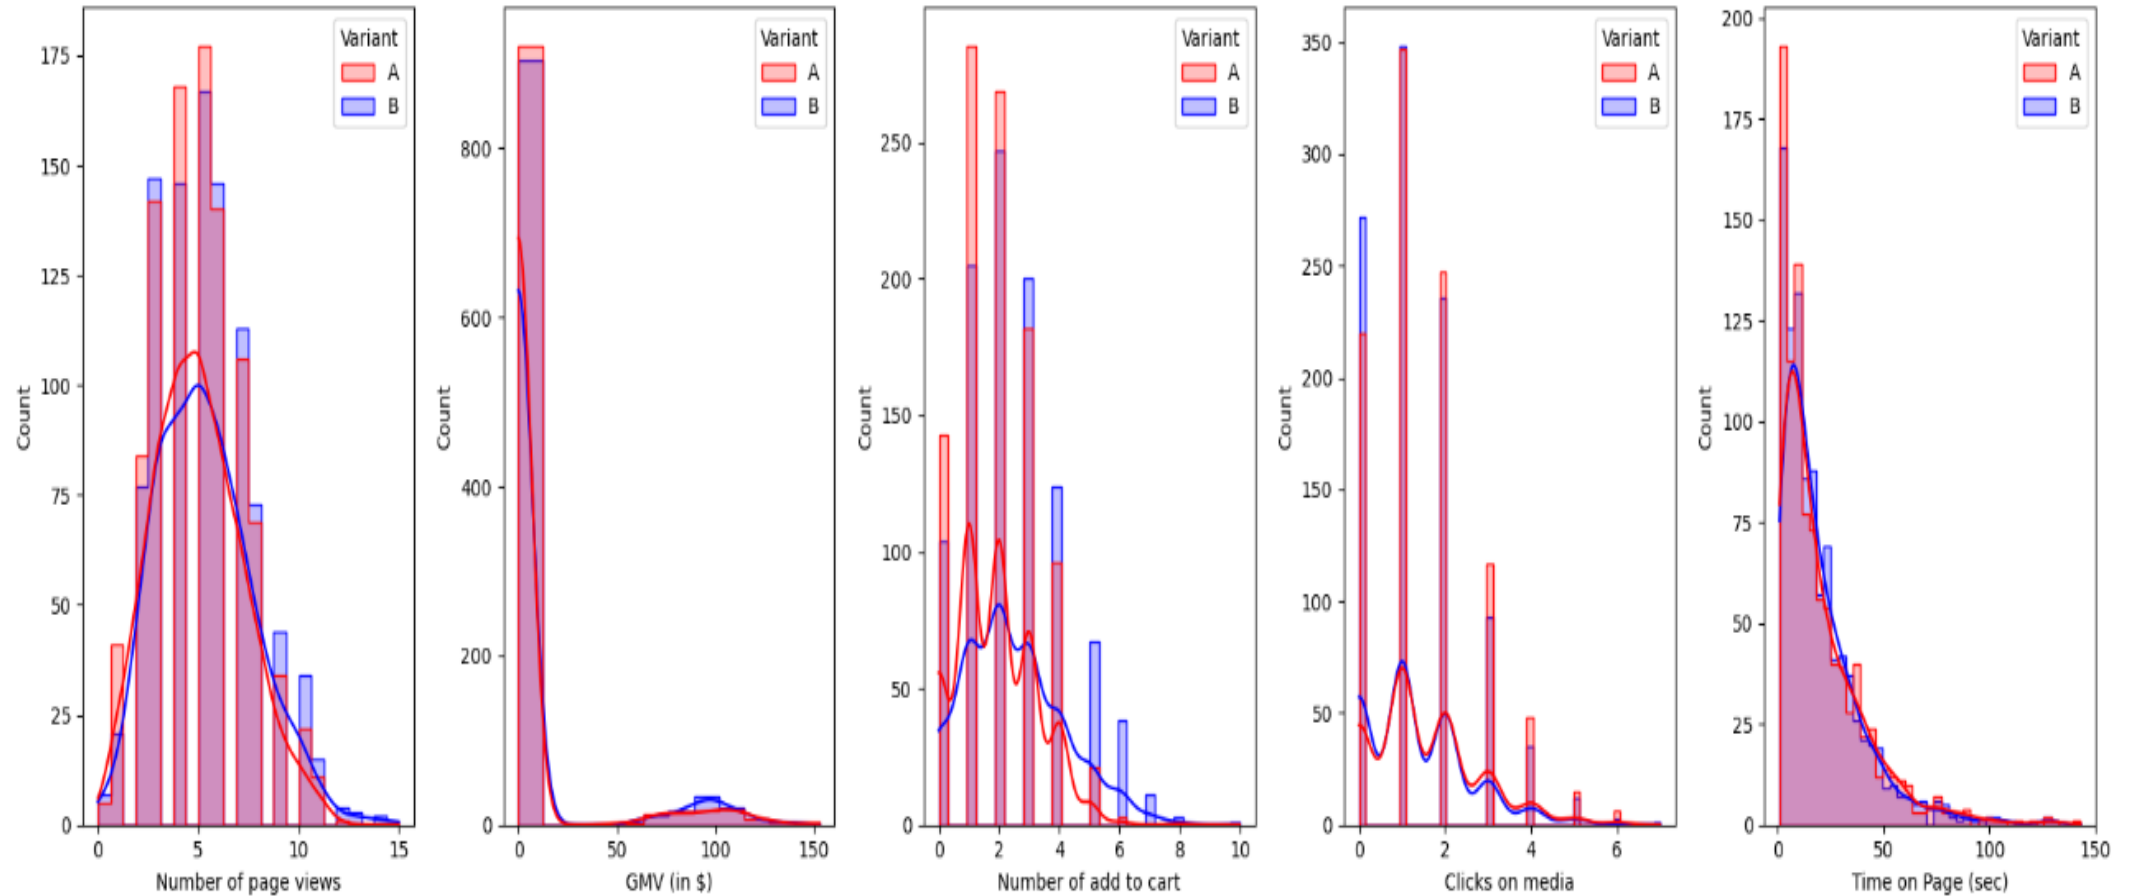 Variant
A
B
175
150
125
100
75
50
25
0
Count
0 5 10 15
Number of page views
Variant
A
B
800
600
400
200
0
Count
0 50 100 150
GMV (in $)
Variant
A
B
250
200
150
100
50
0
Count
0 2 4 6 8 10
Number of add to cart
Variant
A
B
350
300
250
200
150
100
50
0
Count
0 2 4 6
Clicks on media
Variant
A
B
200
175
150
125
100
75
50
25
0
Count
0 50 100 150
Time on Page (sec)